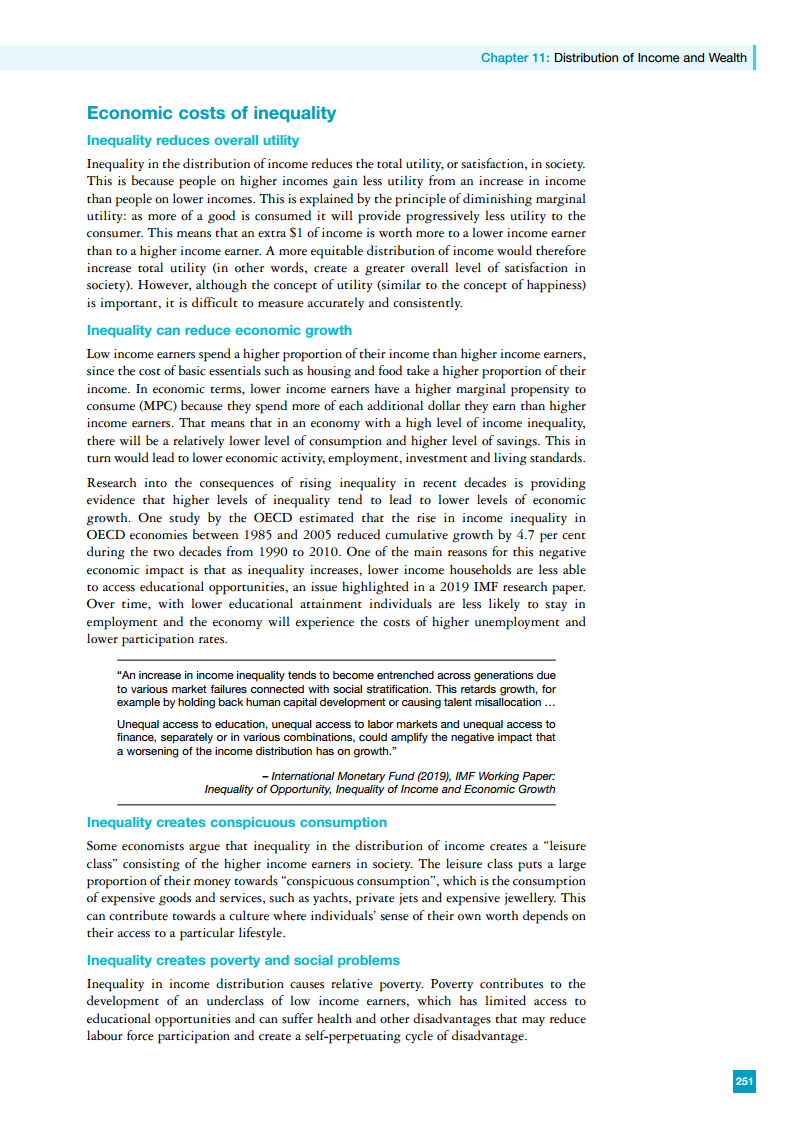 Chapter 11: Distribution of Income and Wealth
Economic costs of inequality
Inequality reduces overall utility
Inequality in the distribution of income reduces the total utility, or satisfaction, in society.
This is because people on higher incomes gain less utility from an increase in income
than people on lower incomes. This is explained by the principle of diminishing marginal
utility: as more of a good is consumed it will provide progressively less utility to the
consumer. This means that an extra $1 of income is worth more to a lower income earner
than to a higher income earner. A more equitable distribution of income would therefore
increase total utility (in other words, create a greater overall level of satisfaction in
society). However, although the concept of utility (similar to the concept of happiness)
is important, it is difficult to measure accurately and consistently.
Inequality can reduce economic growth
Low income earners spend a higher proportion of their income than higher income earners,
since the cost of basic essentials such as housing and food take a higher proportion of their
income. In economic terms, lower income earners have a higher marginal propensity to
consume (MPC) because they spend more of each additional dollar they earn than higher
income earners. That means that in an economy with a high level of income inequality,
there will be a relatively lower level of consumption and higher level of savings. This in
turn would lead to lower economic activity, employment, investment and living standards.
Research into the consequences of rising inequality in recent decades is providing
evidence that higher levels of inequality tend to lead to lower levels of economic
growth. One study by the OECD estimated that the rise in income inequality in
OECD economies between 1985 and 2005 reduced cumulative growth by 4.7 per cent
during the two decades from 1990 to 2010. One of the main reasons for this negative
economic impact is that as inequality increases, lower income households are less able
to access educational opportunities, an issue highlighted in a 2019 IMF research paper.
Over time, with lower educational attainment individuals are less likely to stay in
employment and the economy will experience the costs of higher unemployment and
lower participation rates.
“An increase in income inequality tends to become entrenched across generations due
to various market failures connected with social stratification. This retards growth, for
example by holding back human capital development or causing talent misallocation …
Unequal access to education, unequal access to labor markets and unequal access to
finance, separately or in various combinations, could amplify the negative impact that
a worsening of the income distribution has on growth.”
– International Monetary Fund (2019), IMF Working Paper:
Inequality of Opportunity, Inequality of Income and Economic Growth
Inequality creates conspicuous consumption
Some economists argue that inequality in the distribution of income creates a “leisure
class” consisting of the higher income earners in society. The leisure class puts a large
proportion of their money towards “conspicuous consumption”, which is the consumption
of expensive goods and services, such as yachts, private jets and expensive jewellery. This
can contribute towards a culture where individuals’ sense of their own worth depends on
their access to a particular lifestyle.
Inequality creates poverty and social problems
Inequality in income distribution causes relative poverty. Poverty contributes to the
development of an underclass of low income earners, which has limited access to
educational opportunities and can suffer health and other disadvantages that may reduce
labour force participation and create a self-perpetuating cycle of disadvantage.
251